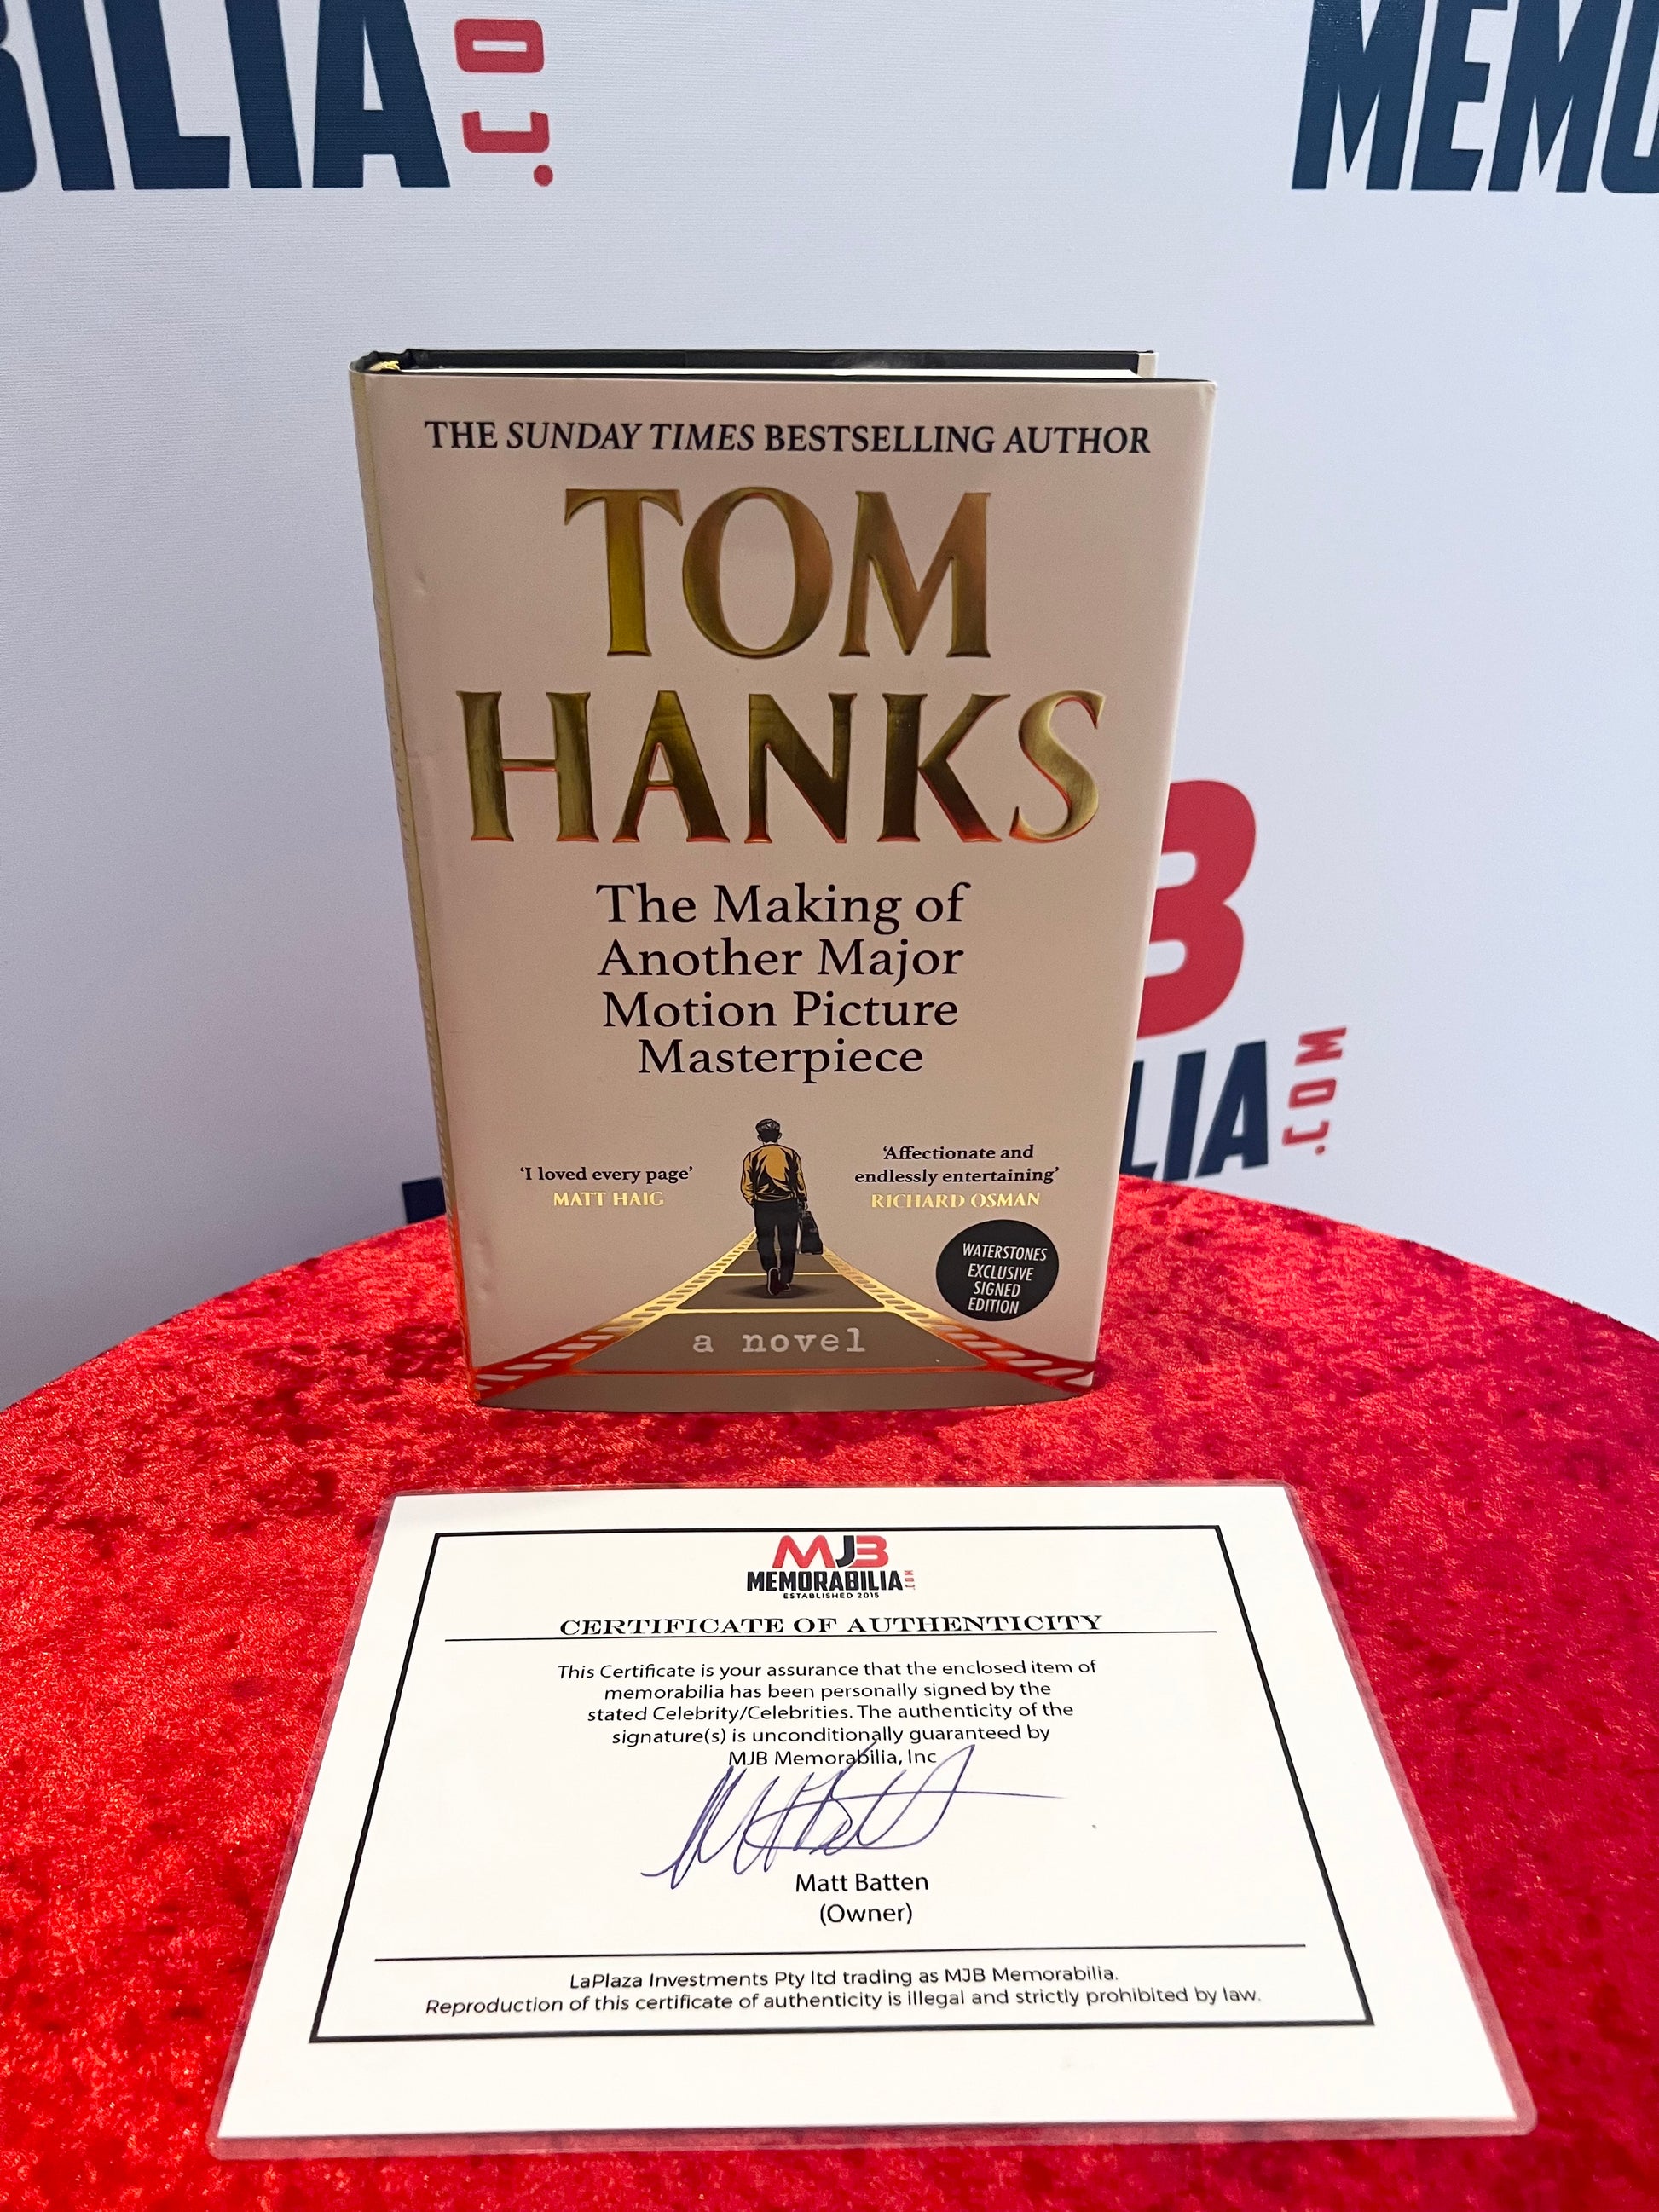 BILIA
.CO
MEMO
THE SUNDAY TIMES BESTSELLING AUTHOR
TOM
HANKS
The Making of
Another Major
Motion Picture
Masterpiece
'I loved every page'
MATT HAIG
'Affectionate and
endlessly entertaining'
RICHARD OSMAN
WATERSTONES
EXCLUSIVE
SIGNED
EDITION
a novel
B
LIA
.COM
MJB
MEMORABILIA.COM
ESTABLISHED 2015
CERTIFICATE OF AUTHENTICITY
This Certificate is your assurance that the enclosed item of
memorabilia has been personally signed by the
stated Celebrity/Celebrities. The authenticity of the
signature(s) is unconditionally guaranteed by
MJB Memorabilia, Inc
Matt Batten
(Owner)
LaPlaza Investments Pty ltd trading as MJB Memorabilia.
Reproduction of this certificate of authenticity is illegal and strictly prohibited by law.